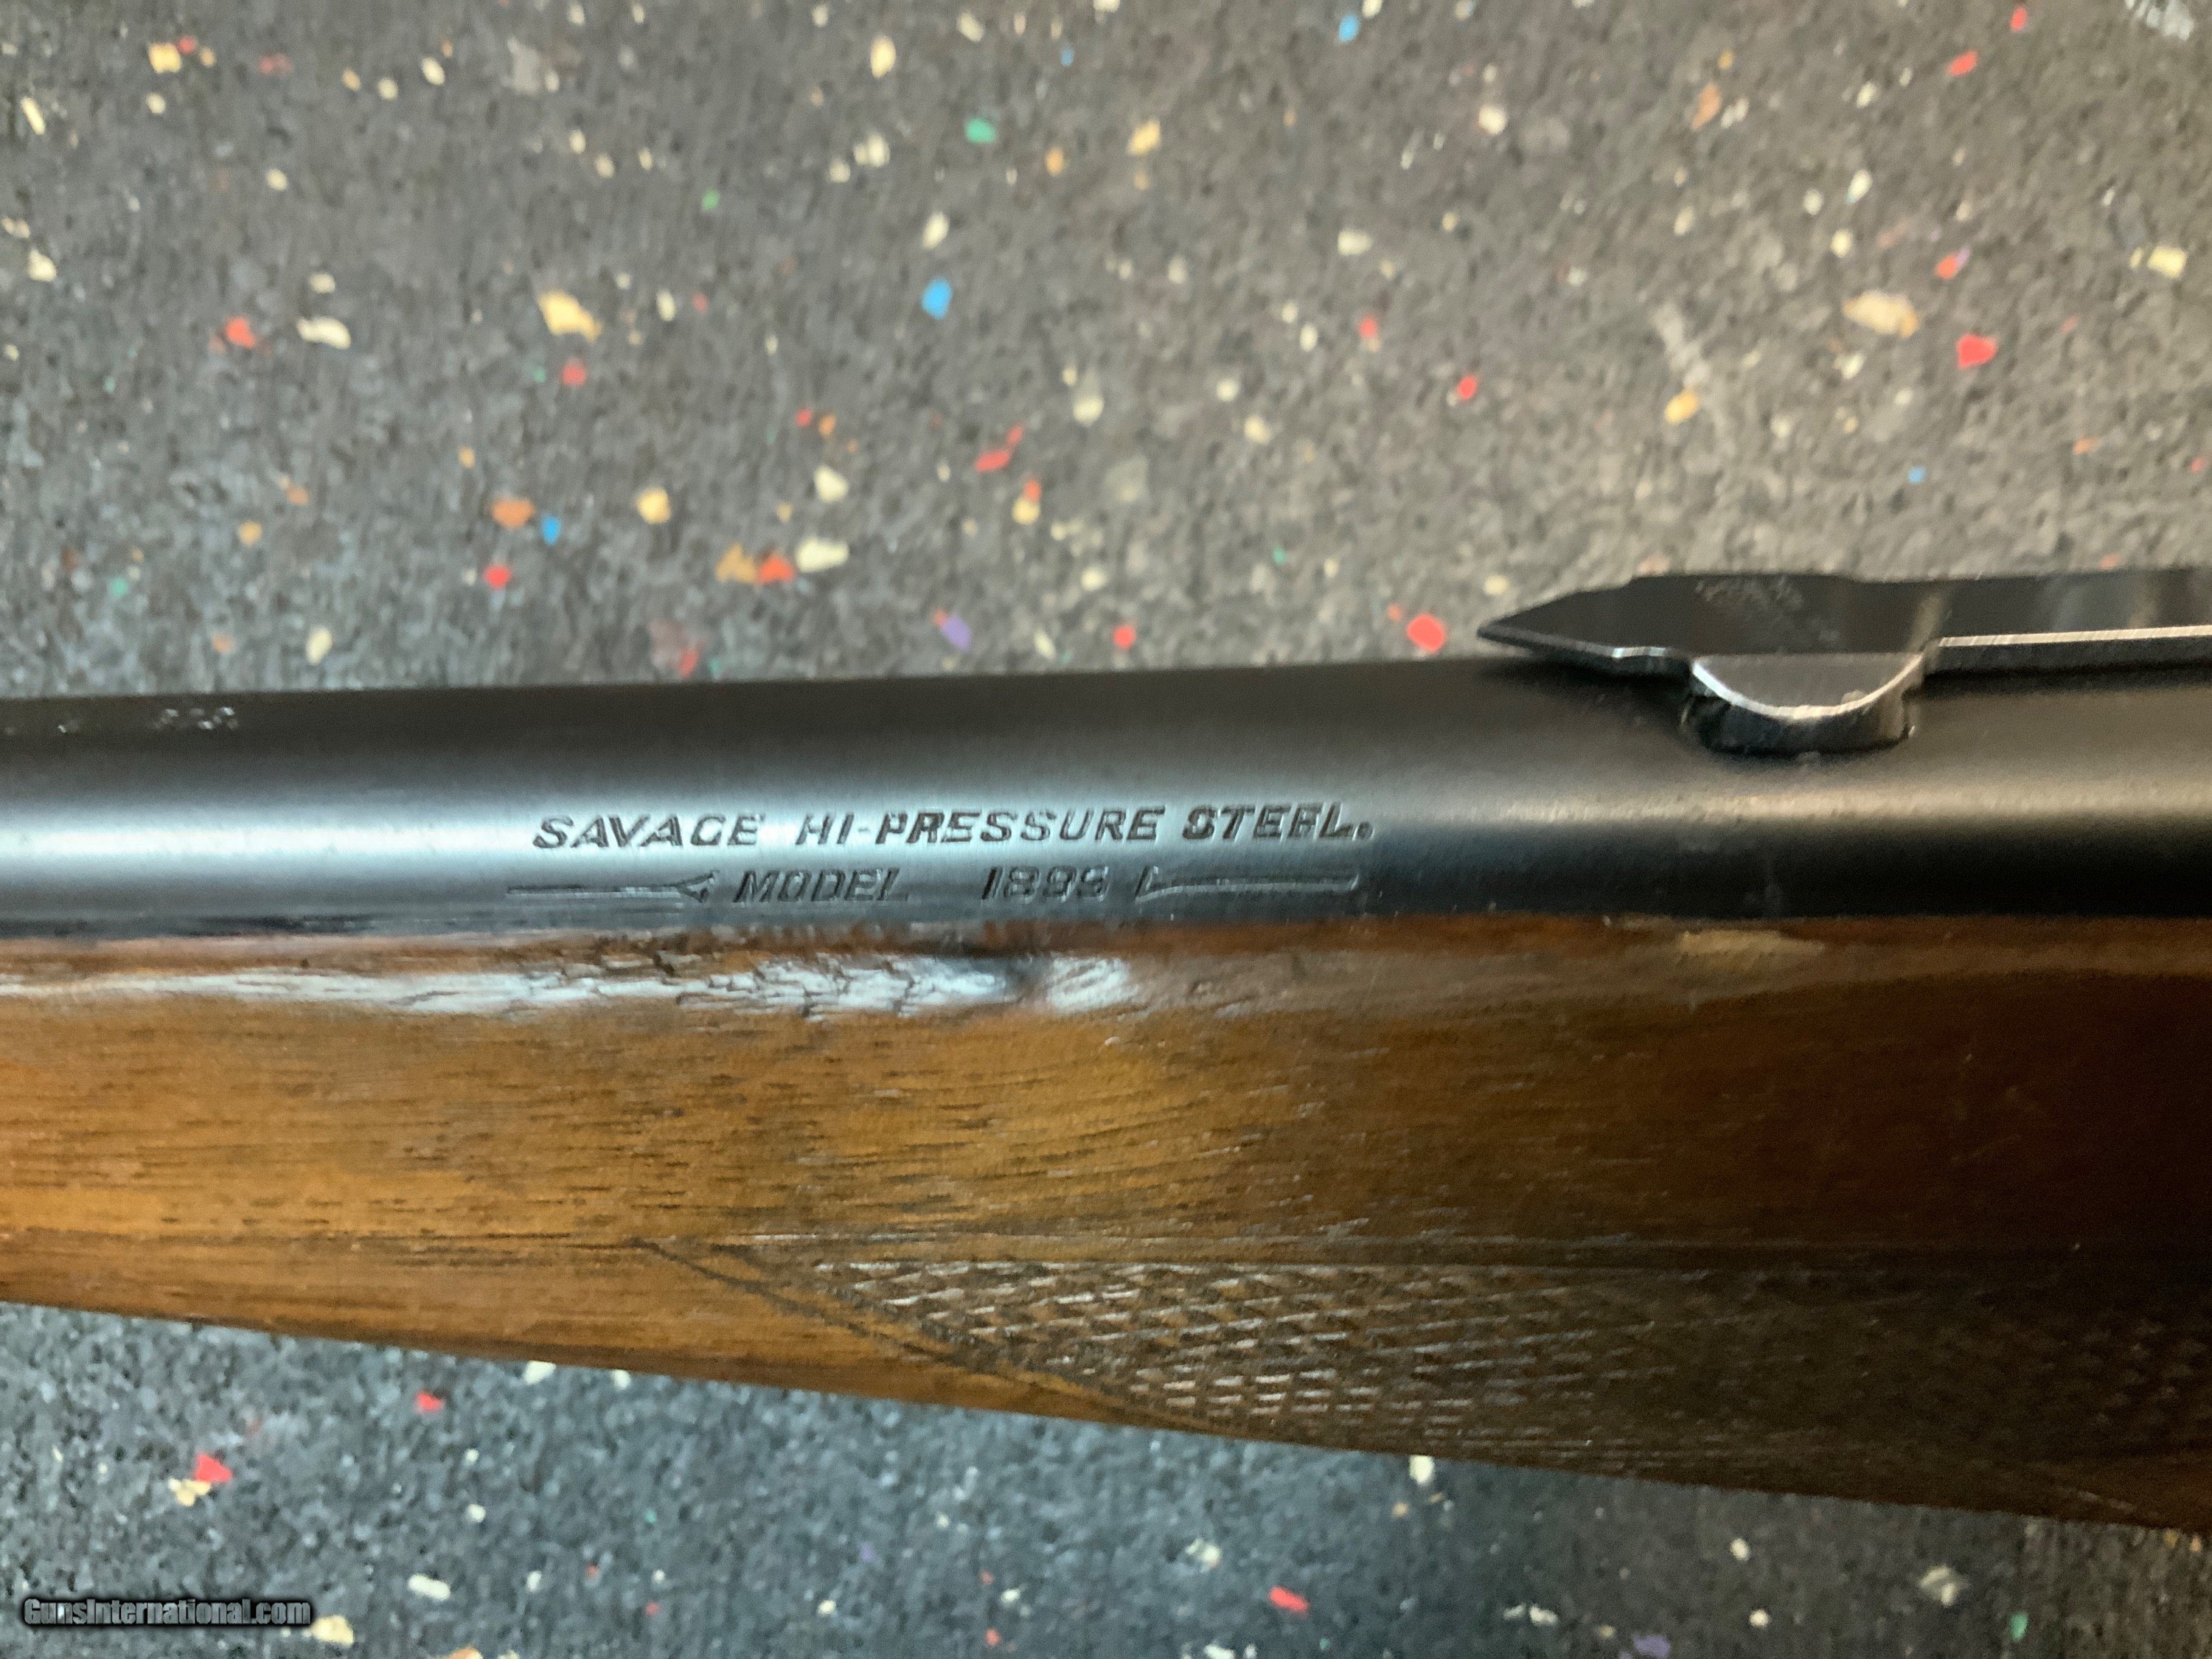 SAVAGE HI-PRESSURE STEEL.
MODEL 1899
GunsInternational.com